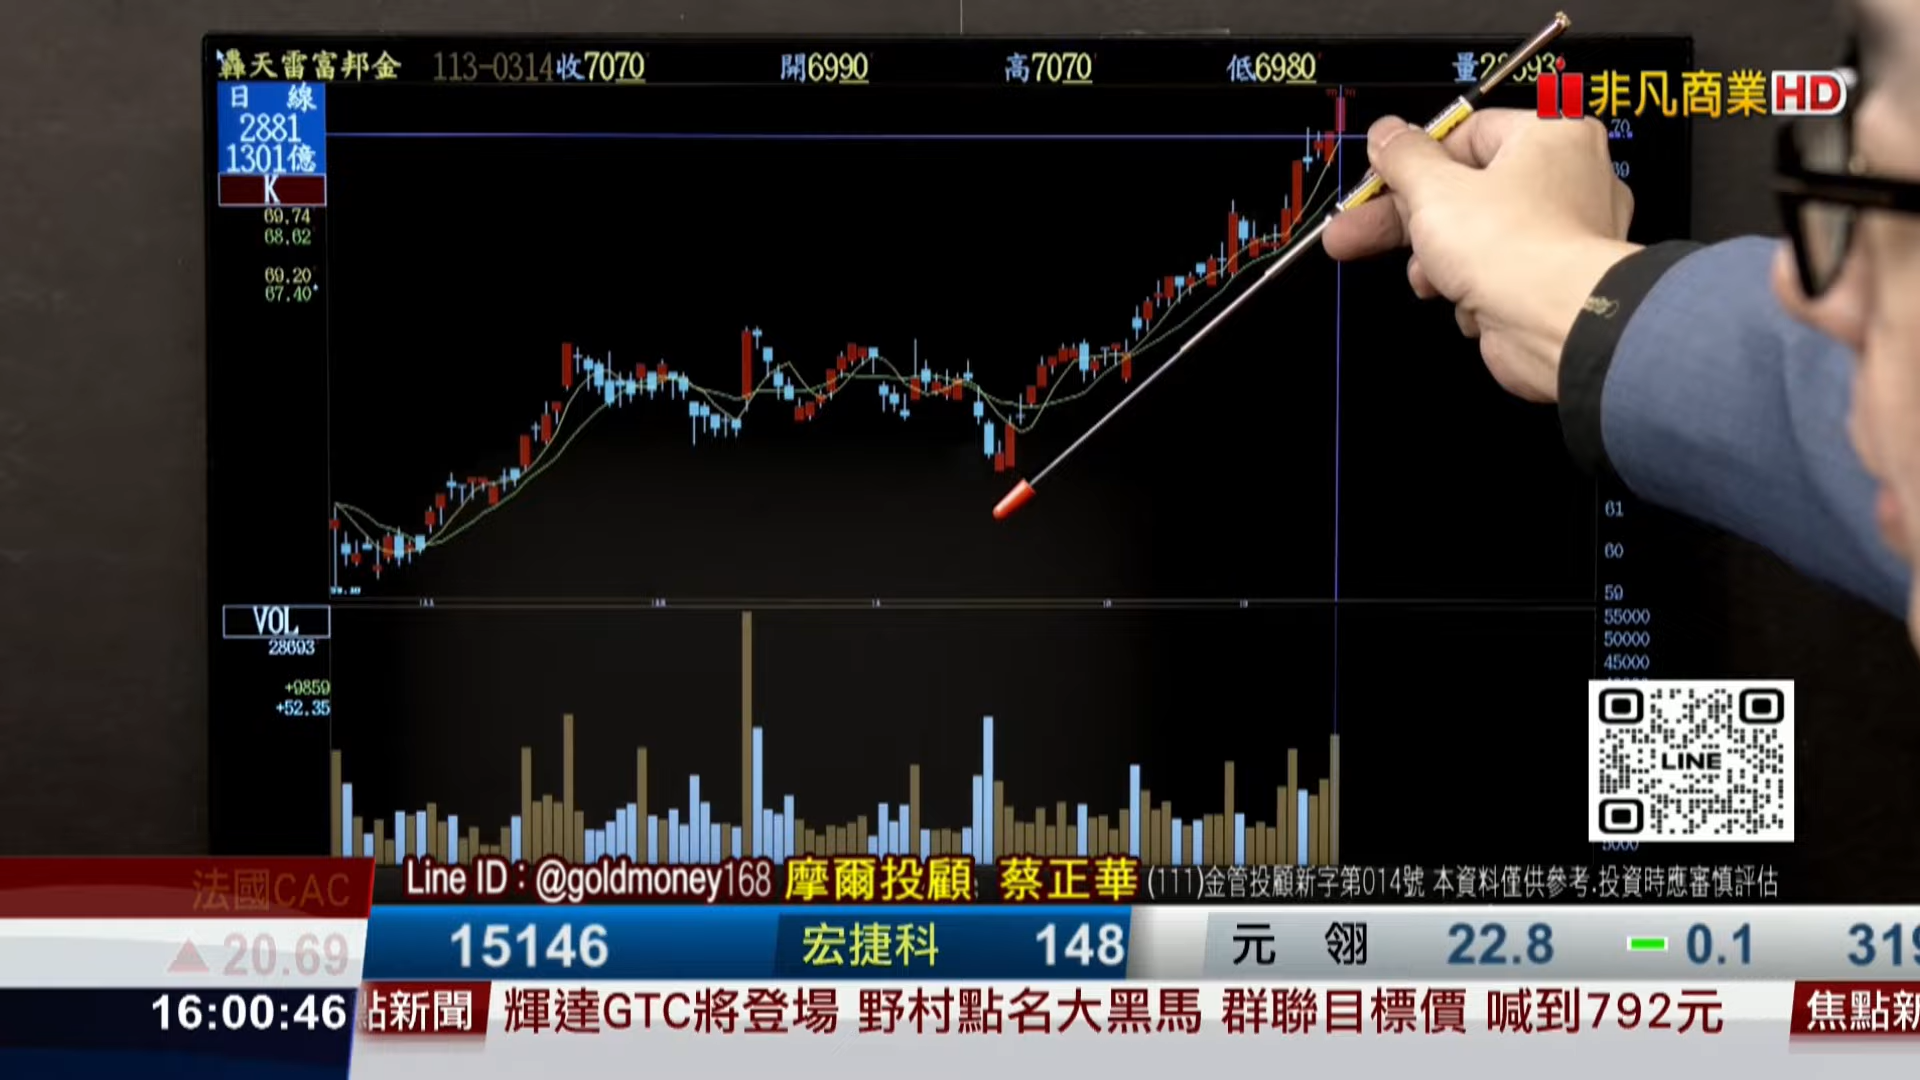 轟天雷富邦金 113-0314 收7070 開6990 高7070 低6980
非凡商業HD
日 線
2881
1301億
K
69.74
68.62
69.20
67.40
70
61
60
59
VOL
28693
+9859
+52.35
55000
50000
45000
5000
LINE
Line ID:@goldmoney168 摩爾投顧 蔡正華 (111)金管投顧新字第014號 本資料僅供參考.投資時應審慎評估
法國CAC
▲20.69
15146 宏捷科 148 元 翎 22.8 0.1 319
16:00:46
點新聞 輝達GTC將登場 野村點名大黑馬 群聯目標價 喊到792元 焦點新